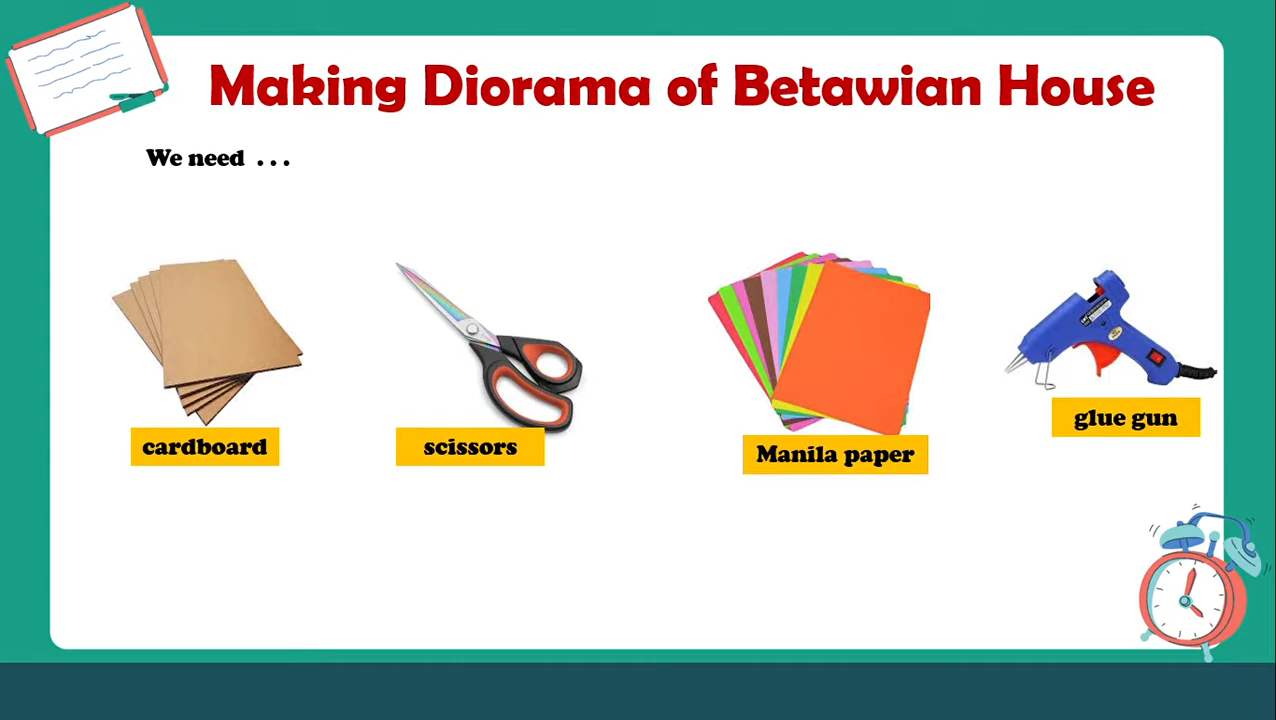 Making Diorama of Betawian House
We need . . .
cardboard
scissors
Manila paper
glue gun